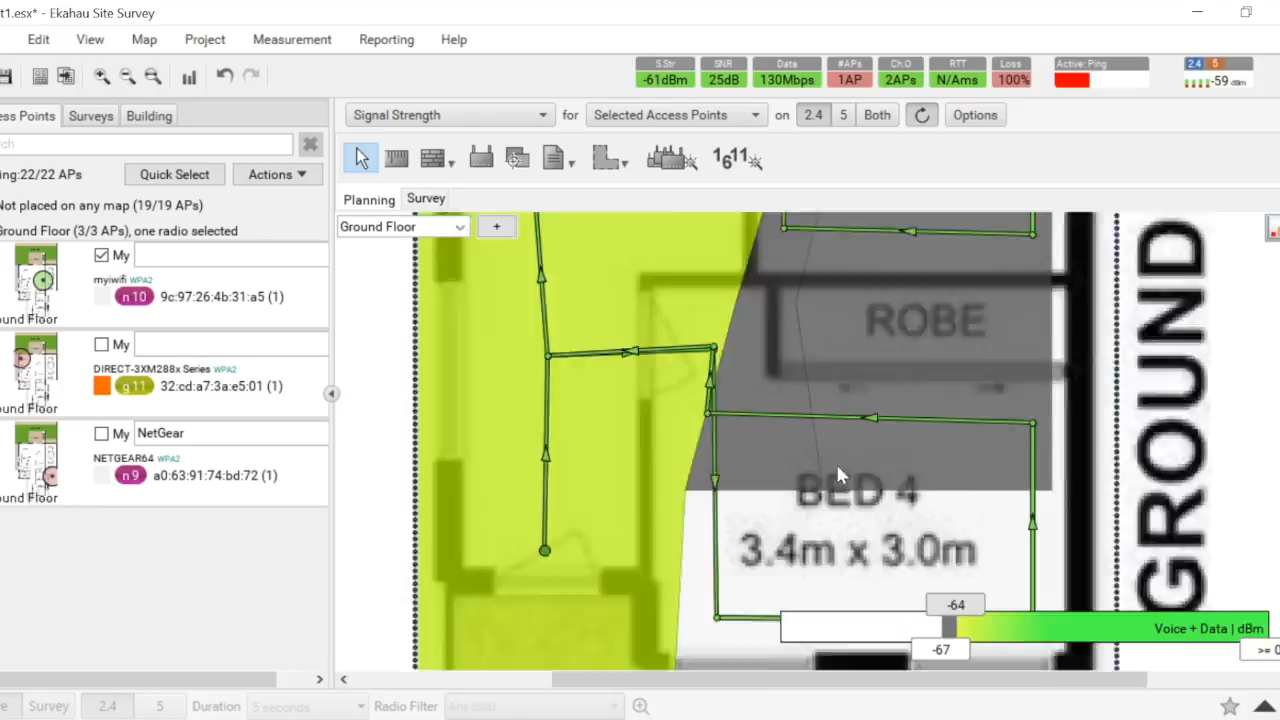 t1.esx* - Ekahau Site Survey
Edit View Map Project Measurement Reporting Help
S.Str SNR Data #APs Ch.O RTT Loss Active: Ping 2.4 5
-61dBm 25dB 130Mbps 1AP 2APs N/Ams 100% -59 dBm
ess Points Surveys Building
Signal Strength for Selected Access Points on 2.4 5 Both Options
rch
1611
ing:22/22 APs Quick Select Actions
Planning Survey
Not placed on any map (19/19 APs)
Ground Floor +
Ground Floor (3/3 APs), one radio selected
My
myiwifi WPA2
n 10 9c:97:26:4b:31:a5 (1)
ound Floor
My
DIRECT-3XM288x Series WPA2
g 11 32:cd:a7:3a:e5:01 (1)
ound Floor
My NetGear
NETGEAR64 WPA2
n 9 a0:63:91:74:bd:72 (1)
ound Floor
ROBE
BED 4
3.4m x 3.0m
GROUND
-64
Voice + Data | dBm
-67
>= 0
e Survey 2.4 5 Duration 5 seconds Radio Filter Any SSID